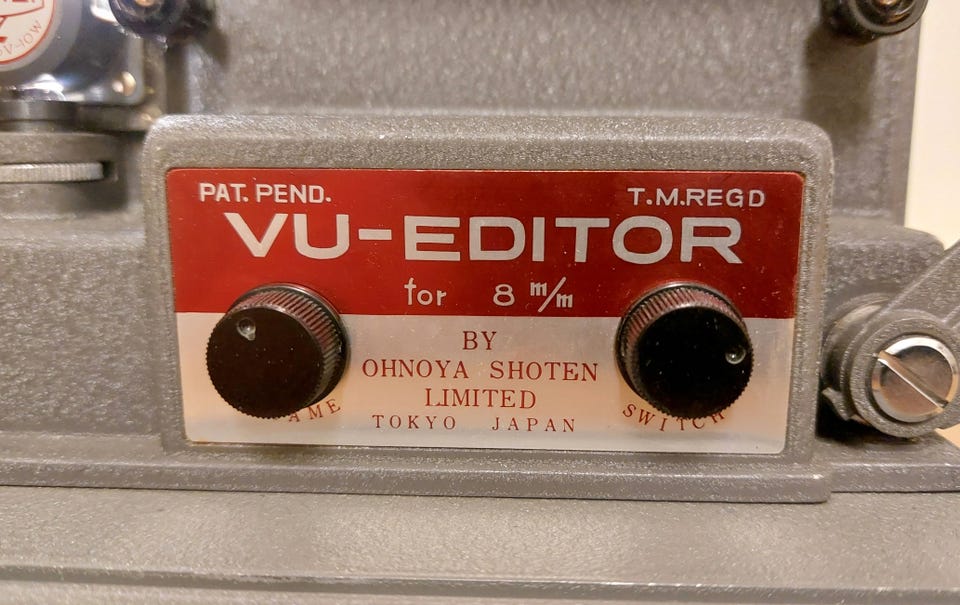 PAT. PEND. T.M.REGD
VU-EDITOR
for 8 m/m
BY
OHNOYA SHOTEN
LIMITED
TOKYO JAPAN
SWITCH